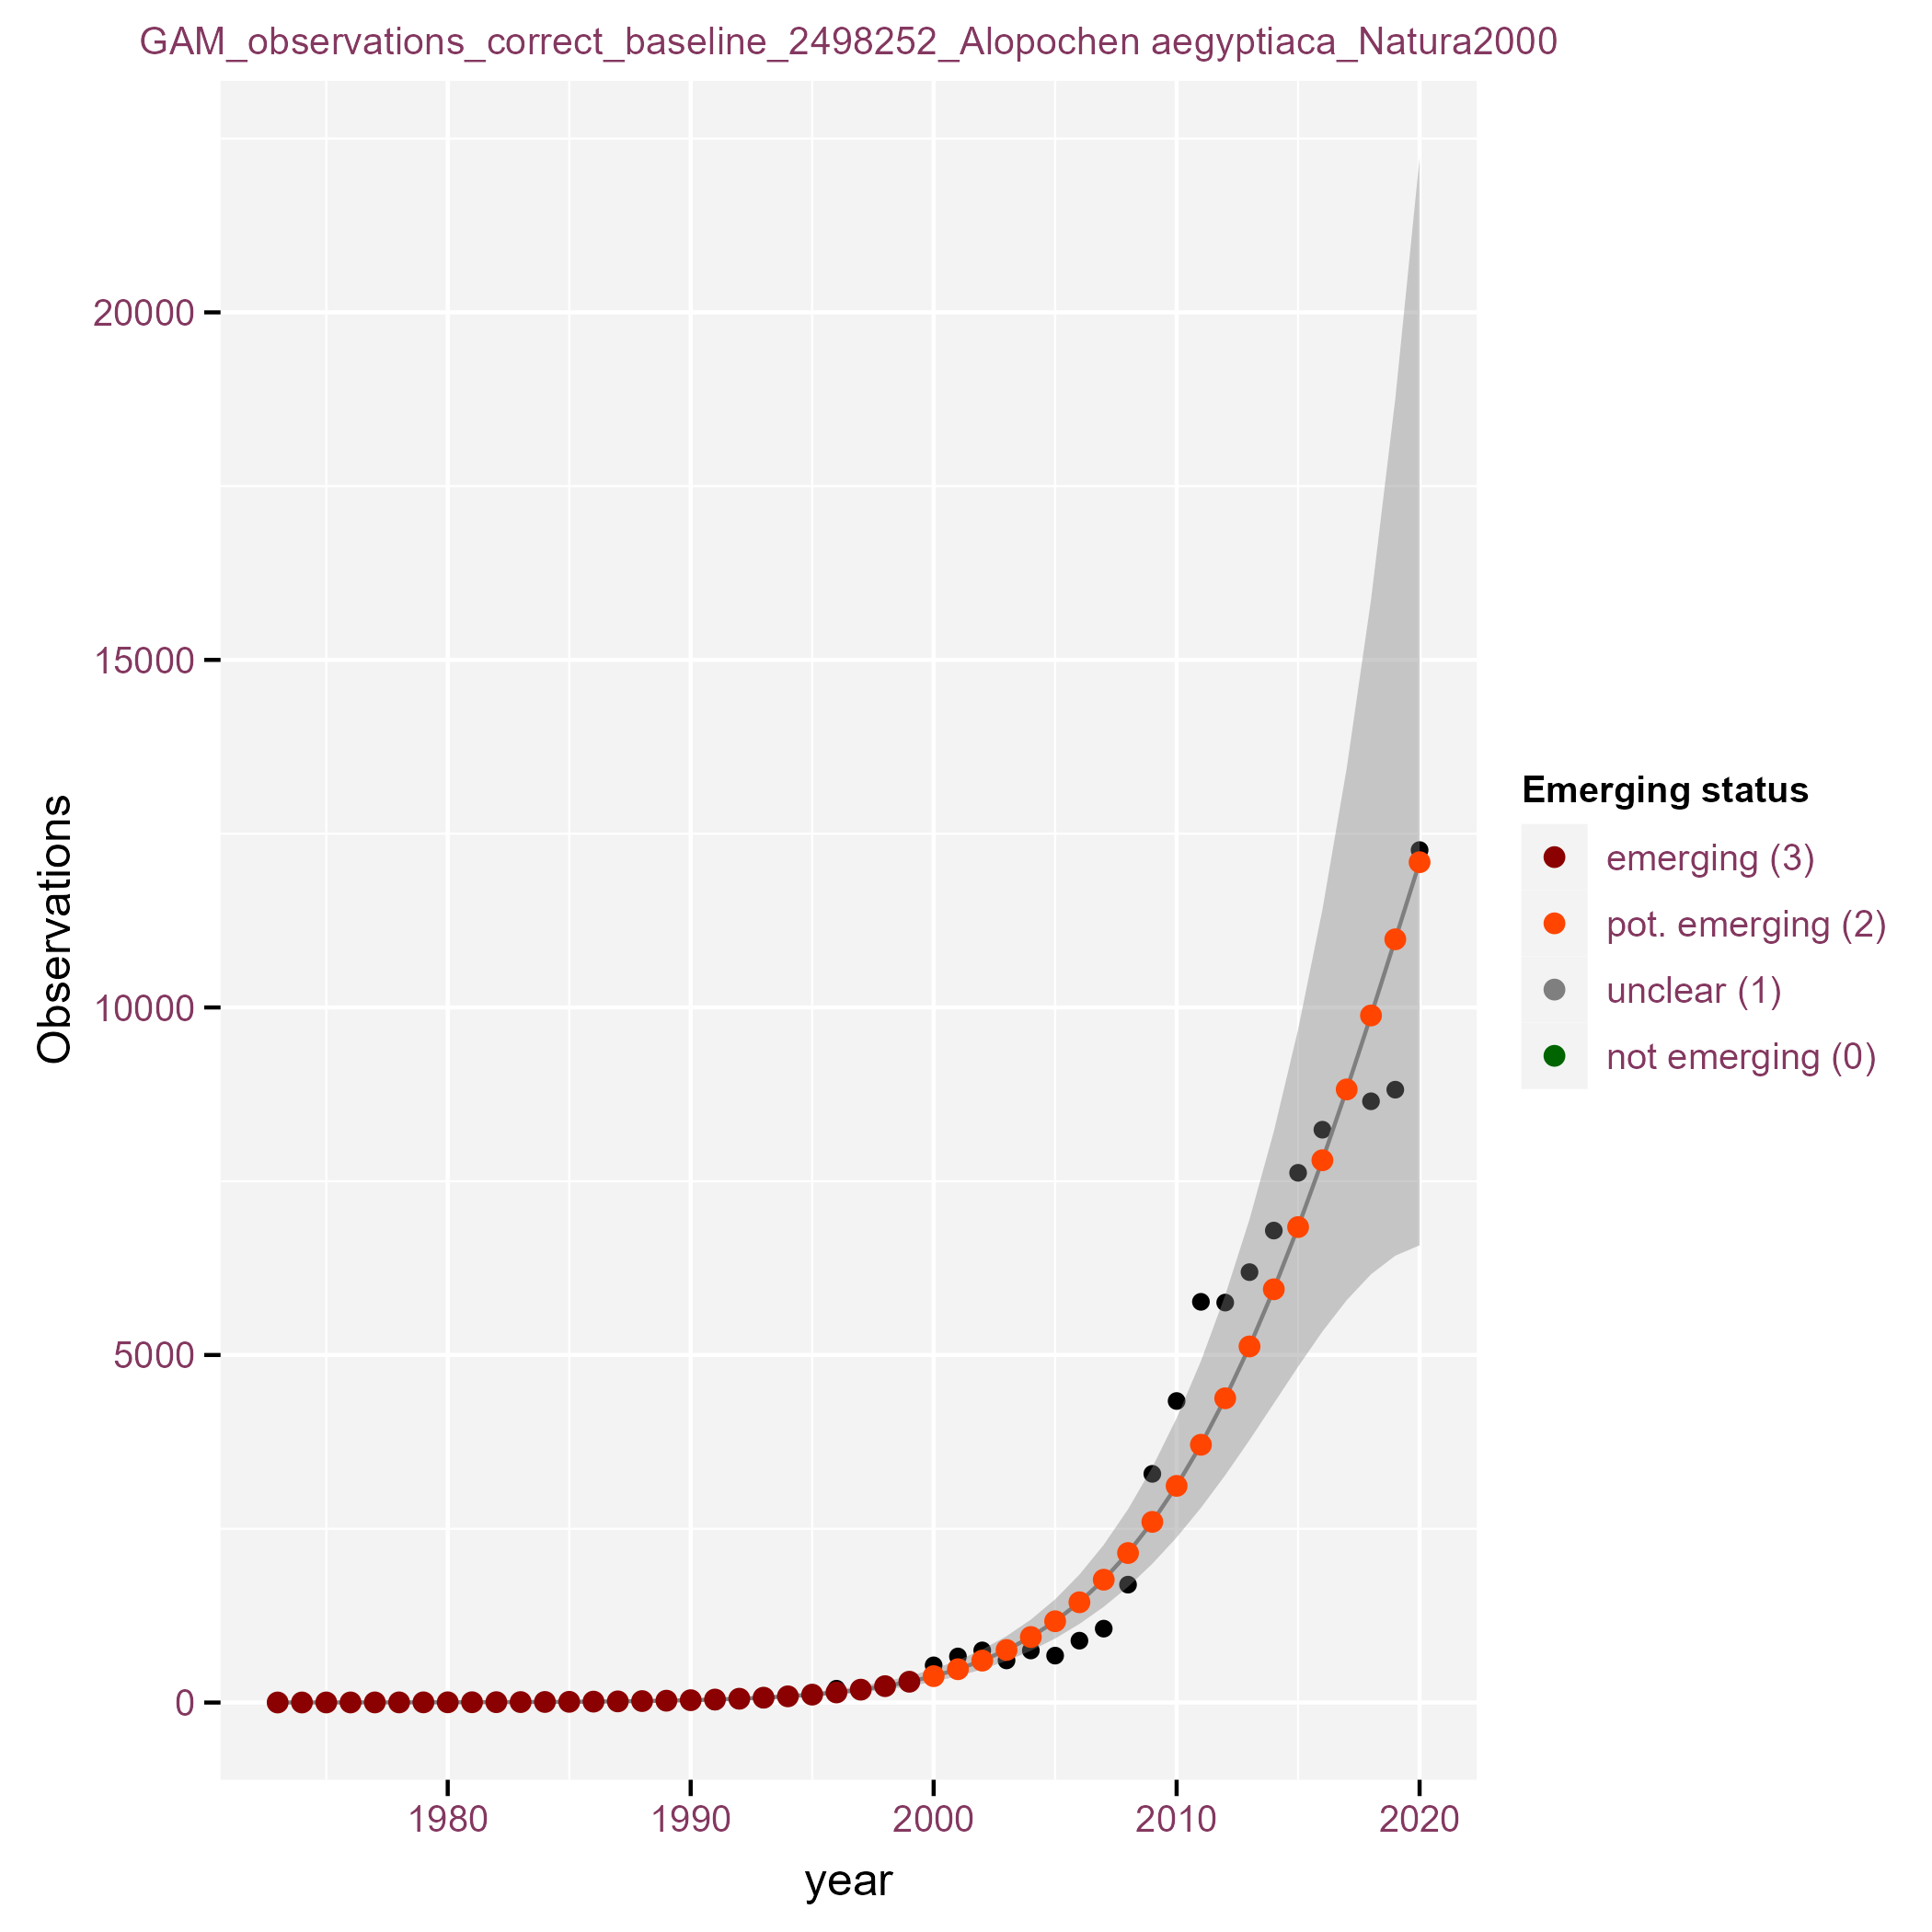 GAM_observations_correct_baseline_2498252_Alopochen aegyptiaca_Natura2000
20000
15000
10000
5000
0
Observations
1980
1990
2000
2010
2020
year
Emerging status
emerging (3)
pot. emerging (2)
unclear (1)
not emerging (0)